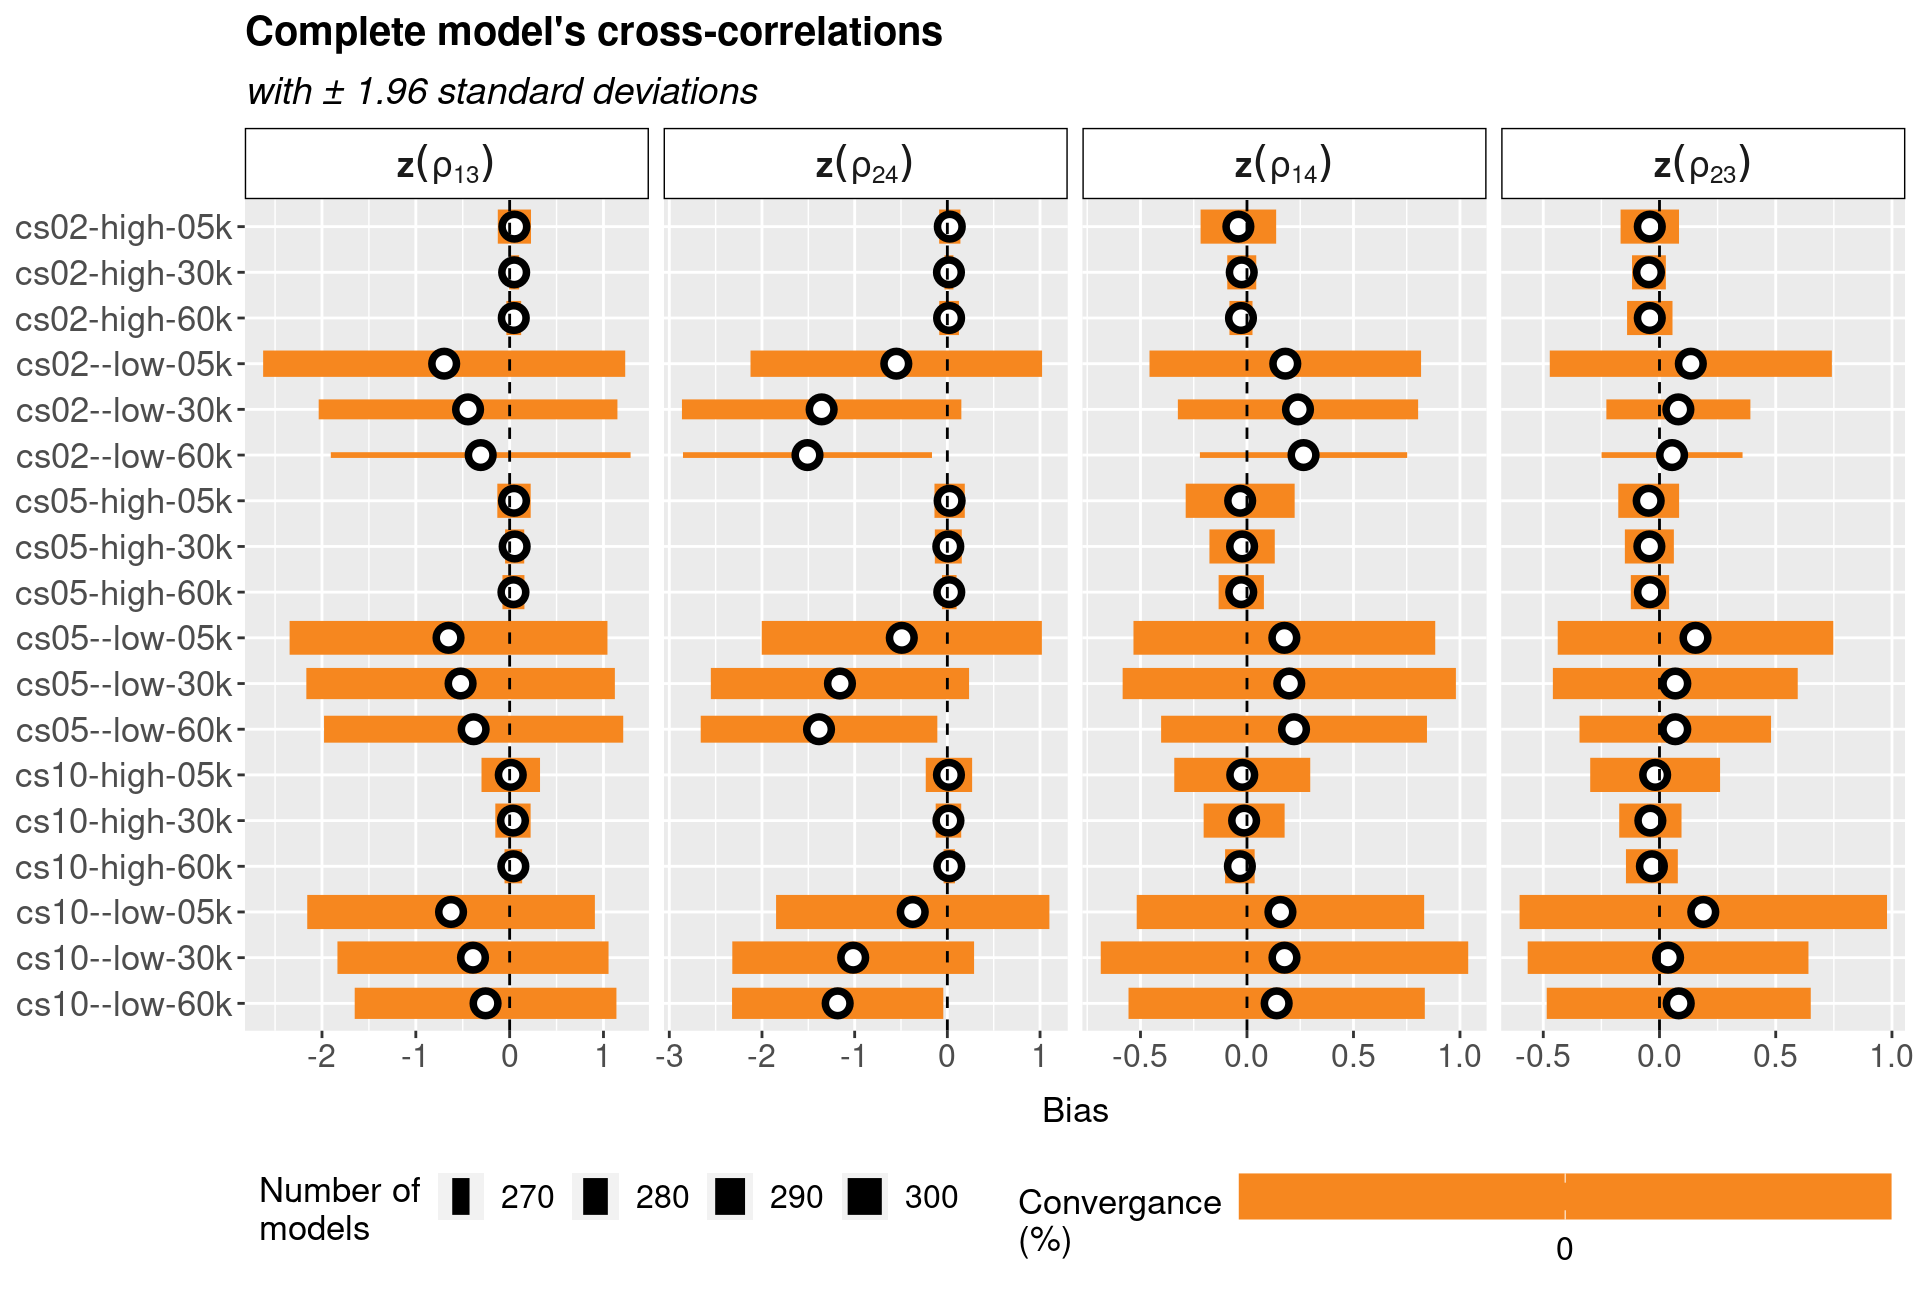 Complete model's cross-correlations
with ± 1.96 standard deviations
z(ρ13) z(ρ24) z(ρ14) z(ρ23)
cs02-high-05k
cs02-high-30k
cs02-high-60k
cs02--low-05k
cs02--low-30k
cs02--low-60k
cs05-high-05k
cs05-high-30k
cs05-high-60k
cs05--low-05k
cs05--low-30k
cs05--low-60k
cs10-high-05k
cs10-high-30k
cs10-high-60k
cs10--low-05k
cs10--low-30k
cs10--low-60k
-2 -1 0 1 -3 -2 -1 0 1 -0.5 0.0 0.5 1.0 -0.5 0.0 0.5 1.0
Bias
Number of
models
270 280 290 300
Convergance
(%)
0